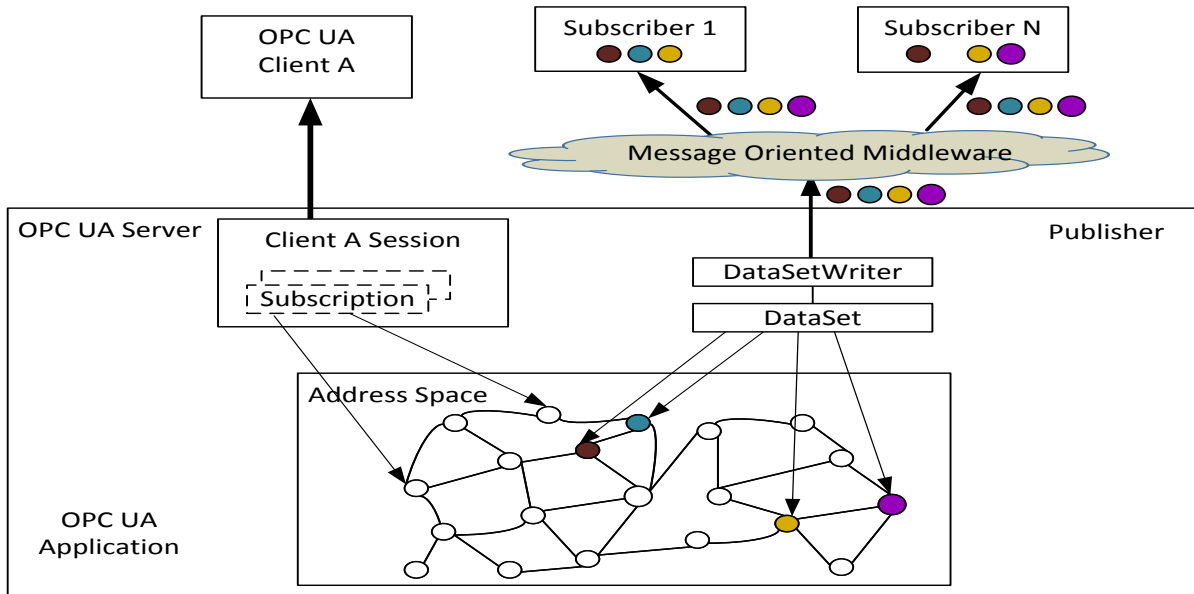 OPC UA
Client A
Subscriber 1
Subscriber N
Message Oriented Middleware
OPC UA Server
Client A Session
Subscription
Publisher
DataSetWriter
DataSet
Address Space
OPC UA
Application